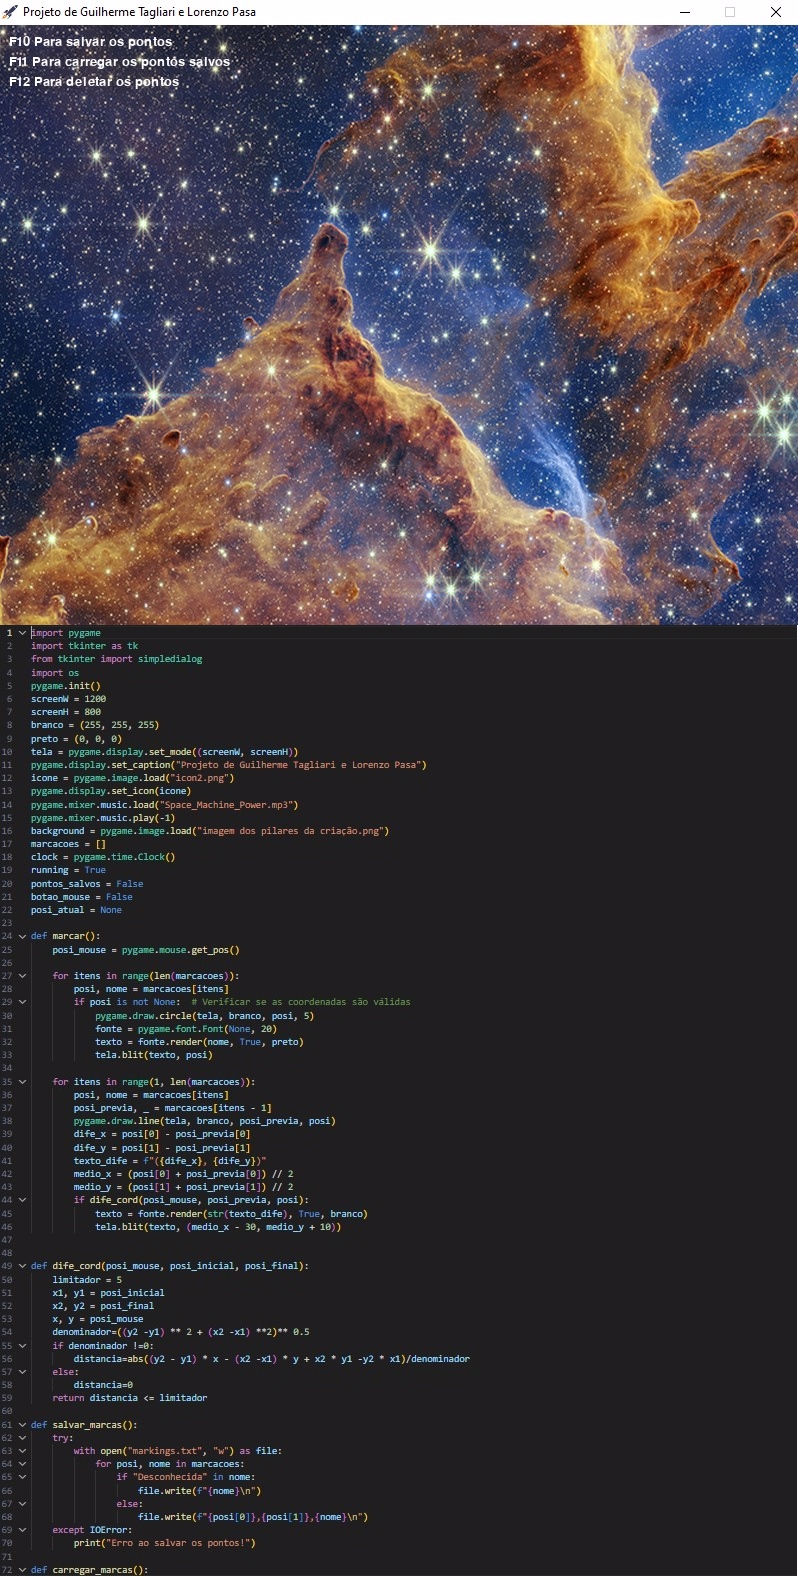 Projeto de Guilherme Tagliari e Lorenzo Pasa
F10 Para salvar os pontos
F11 Para carregar os pontos salvos
F12 Para deletar os pontos
1 import pygame
2 import tkinter as tk
3 from tkinter import simpledialog
4 import os
5 pygame.init()
6 screenW = 1200
7 screenH = 800
8 branco = (255, 255, 255)
9 preto = (0, 0, 0)
10 tela = pygame.display.set_mode((screenW, screenH))
11 pygame.display.set_caption("Projeto de Guilherme Tagliari e Lorenzo Pasa")
12 icone = pygame.image.load("icon2.png")
13 pygame.display.set_icon(icone)
14 pygame.mixer.music.load("Space_Machine_Power.mp3")
15 pygame.mixer.music.play(-1)
16 background = pygame.image.load("imagem dos pilares da criação.png")
17 marcacoes = []
18 clock = pygame.time.Clock()
19 running = True
20 pontos_salvos = False
21 botao_mouse = False
22 posi_atual = None
23
24 def marcar():
25     posi_mouse = pygame.mouse.get_pos()
26
27     for itens in range(len(marcacoes)):
28         posi, nome = marcacoes[itens]
29         if posi is not None:  # Verificar se as coordenadas são válidas
30             pygame.draw.circle(tela, branco, posi, 5)
31             fonte = pygame.font.Font(None, 20)
32             texto = fonte.render(nome, True, preto)
33             tela.blit(texto, posi)
34
35     for itens in range(1, len(marcacoes)):
36         posi, nome = marcacoes[itens]
37         posi_previa, _ = marcacoes[itens - 1]
38         pygame.draw.line(tela, branco, posi_previa, posi)
39         dife_x = posi[0] - posi_previa[0]
40         dife_y = posi[1] - posi_previa[1]
41         texto_dife = f"({dife_x}, {dife_y})"
42         medio_x = (posi[0] + posi_previa[0]) // 2
43         medio_y = (posi[1] + posi_previa[1]) // 2
44         if dife_cord(posi_mouse, posi_previa, posi):
45             texto = fonte.render(str(texto_dife), True, branco)
46             tela.blit(texto, (medio_x - 30, medio_y + 10))
47
48
49 def dife_cord(posi_mouse, posi_inicial, posi_final):
50     limitador = 5
51     x1, y1 = posi_inicial
52     x2, y2 = posi_final
53     x, y = posi_mouse
54     denominador=((y2 -y1) ** 2 + (x2 -x1) **2)** 0.5
55     if denominador !=0:
56         distancia=abs((y2 - y1) * x - (x2 -x1) * y + x2 * y1 -y2 * x1)/denominador
57     else:
58         distancia=0
59     return distancia <= limitador
60
61 def salvar_marcas():
62     try:
63         with open("markings.txt", "w") as file:
64             for posi, nome in marcacoes:
65                 if "Desconhecida" in nome:
66                     file.write(f"{nome}\n")
67                 else:
68                     file.write(f"{posi[0]},{posi[1]},{nome}\n")
69     except IOError:
70         print("Erro ao salvar os pontos!")
71
72 def carregar_marcas():